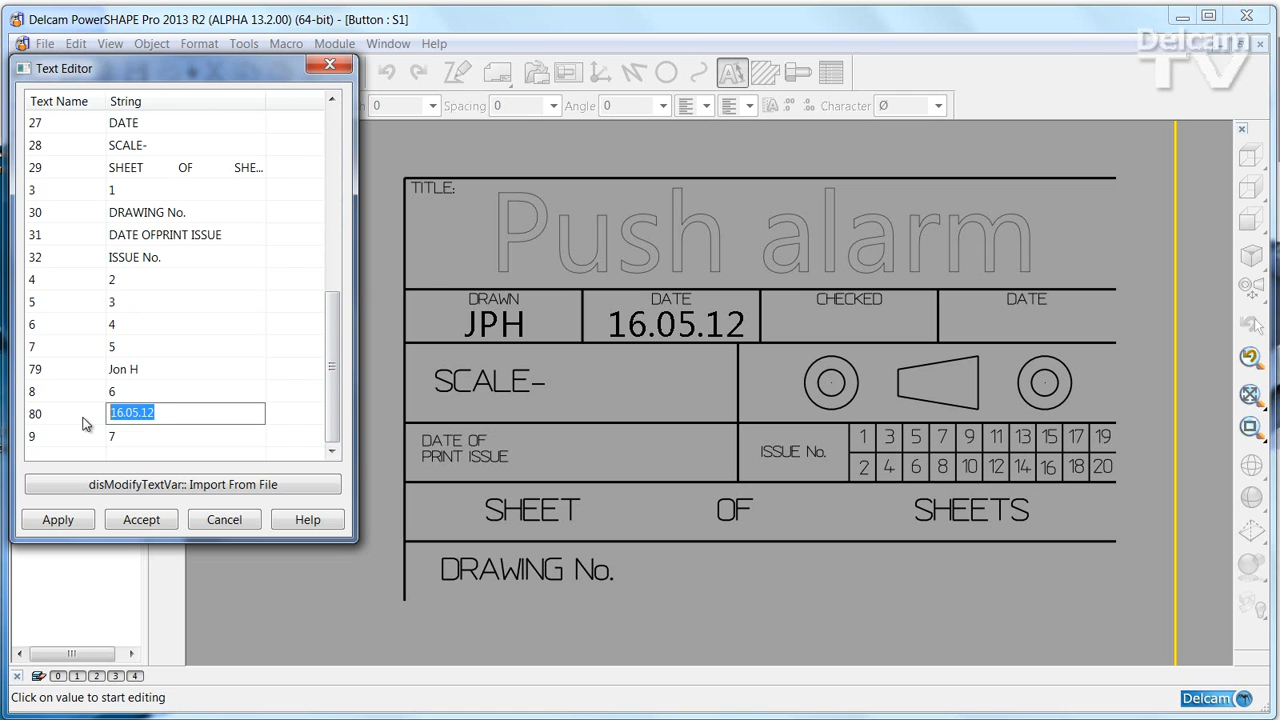 Delcam PowerSHAPE Pro 2013 R2 (ALPHA 13.2.00) (64-bit) - [Button : S1]
File Edit View Object Format Tools Macro Module Window Help
Delcam
TV
Text Editor
0 Spacing 0 Angle 0 Character Ø
Text Name String
27 DATE
28 SCALE-
29 SHEET OF SHE...
3 1
30 DRAWING No.
31 DATE OFPRINT ISSUE
32 ISSUE No.
4 2
5 3
6 4
7 5
79 Jon H
8 6
80 16.05.12
9 7
disModifyTextVar:: Import From File
Apply Accept Cancel Help
TITLE:
Push alarm
DRAWN DATE CHECKED DATE
JPH 16.05.12
SCALE-
DATE OF
PRINT ISSUE
ISSUE No.
1 3 5 7 9 11 13 15 17 19
2 4 6 8 10 12 14 16 18 20
SHEET OF SHEETS
DRAWING No.
0 1 2 3 4
Click on value to start editing
Delcam